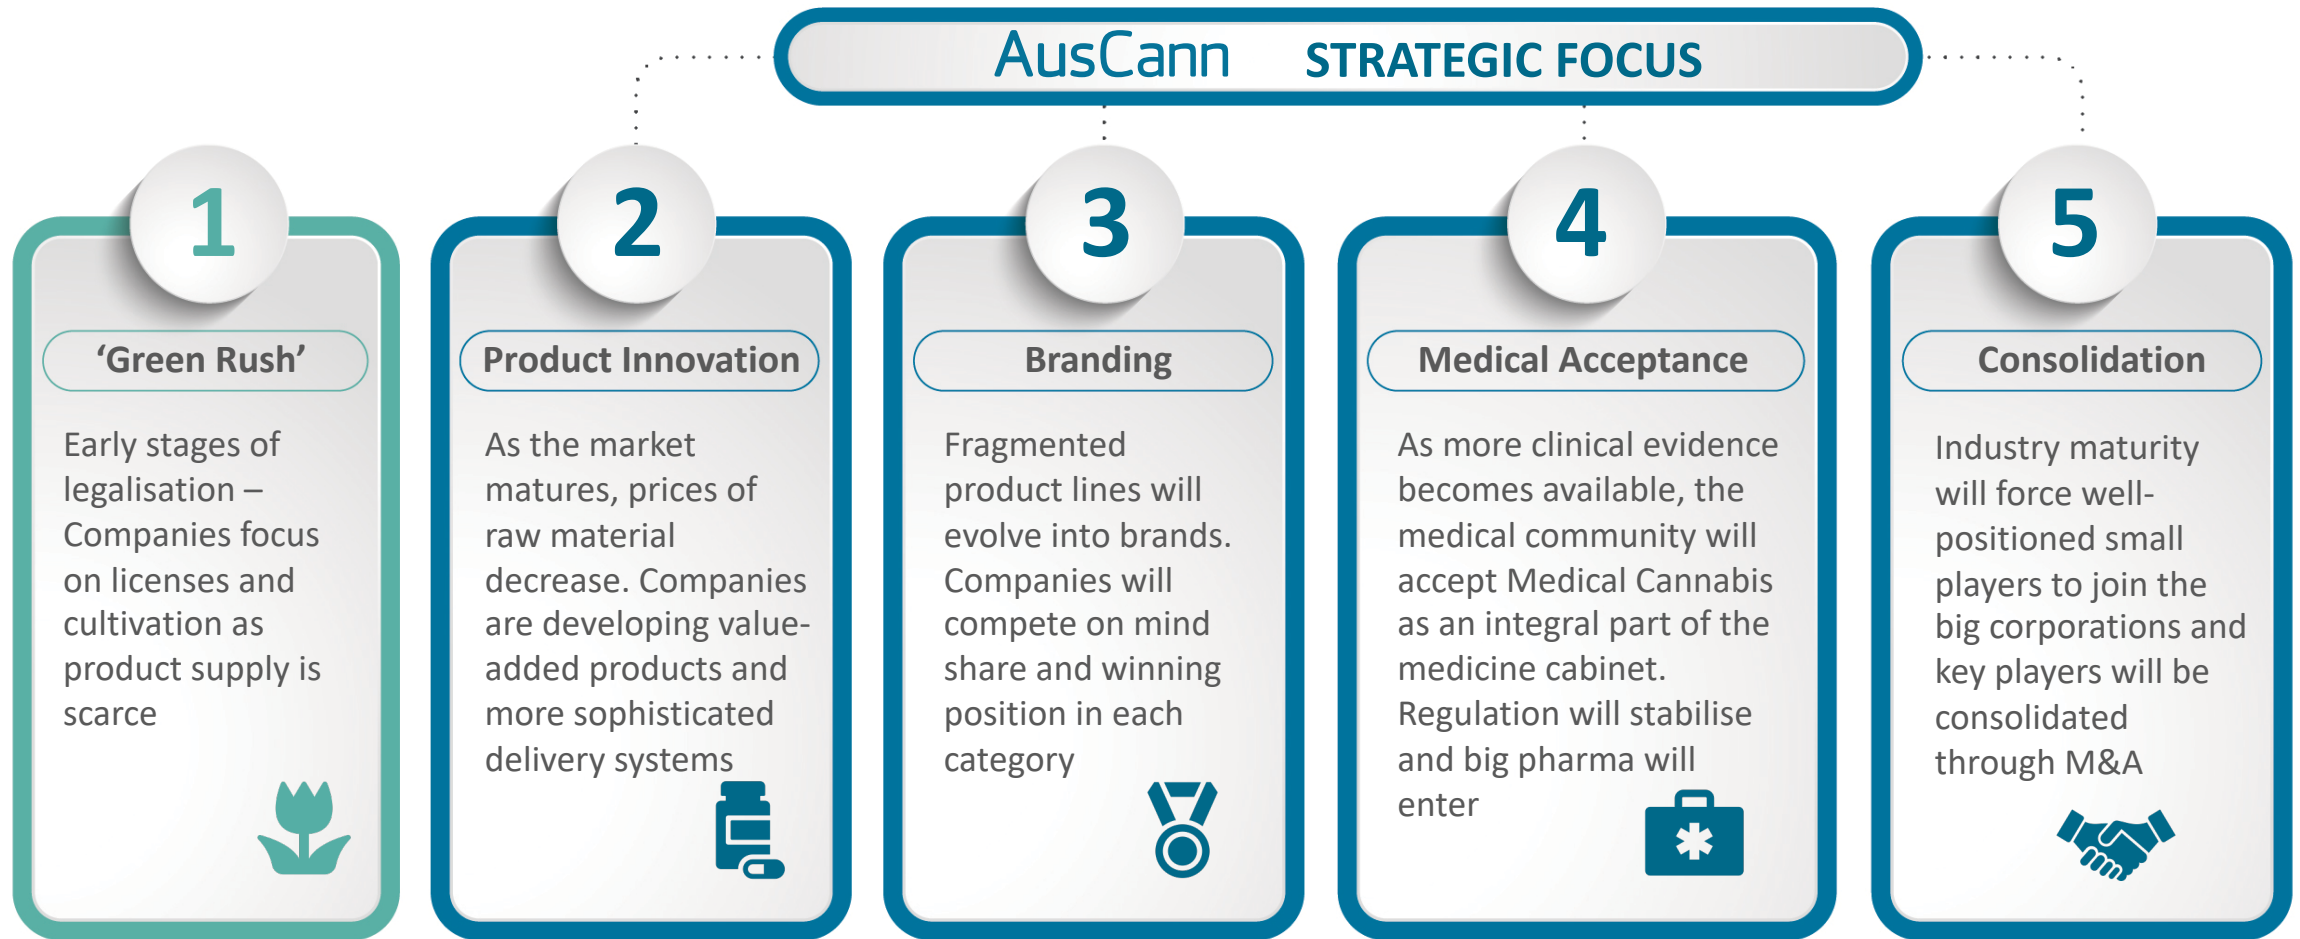 AusCann STRATEGIC FOCUS
1
‘Green Rush’
Early stages of
legalisation –
Companies focus
on licenses and
cultivation as
product supply is
scarce
2
Product Innovation
As the market
matures, prices of
raw material
decrease. Companies
are developing value-
added products and
more sophisticated
delivery systems
3
Branding
Fragmented
product lines will
evolve into brands.
Companies will
compete on mind
share and winning
position in each
category
4
Medical Acceptance
As more clinical evidence
becomes available, the
medical community will
accept Medical Cannabis
as an integral part of the
medicine cabinet.
Regulation will stabilise
and big pharma will
enter
5
Consolidation
Industry maturity
will force well-
positioned small
players to join the
big corporations and
key players will be
consolidated
through M&A